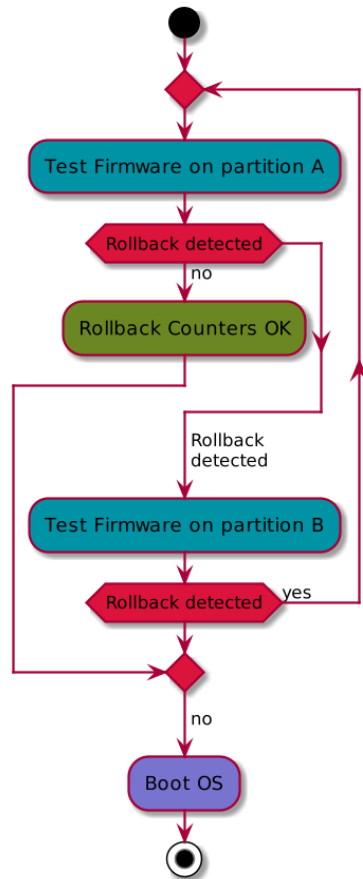 Test Firmware on partition A
Rollback detected
no
Rollback Counters OK
Rollback
detected
Test Firmware on partition B
Rollback detected
yes
no
Boot OS